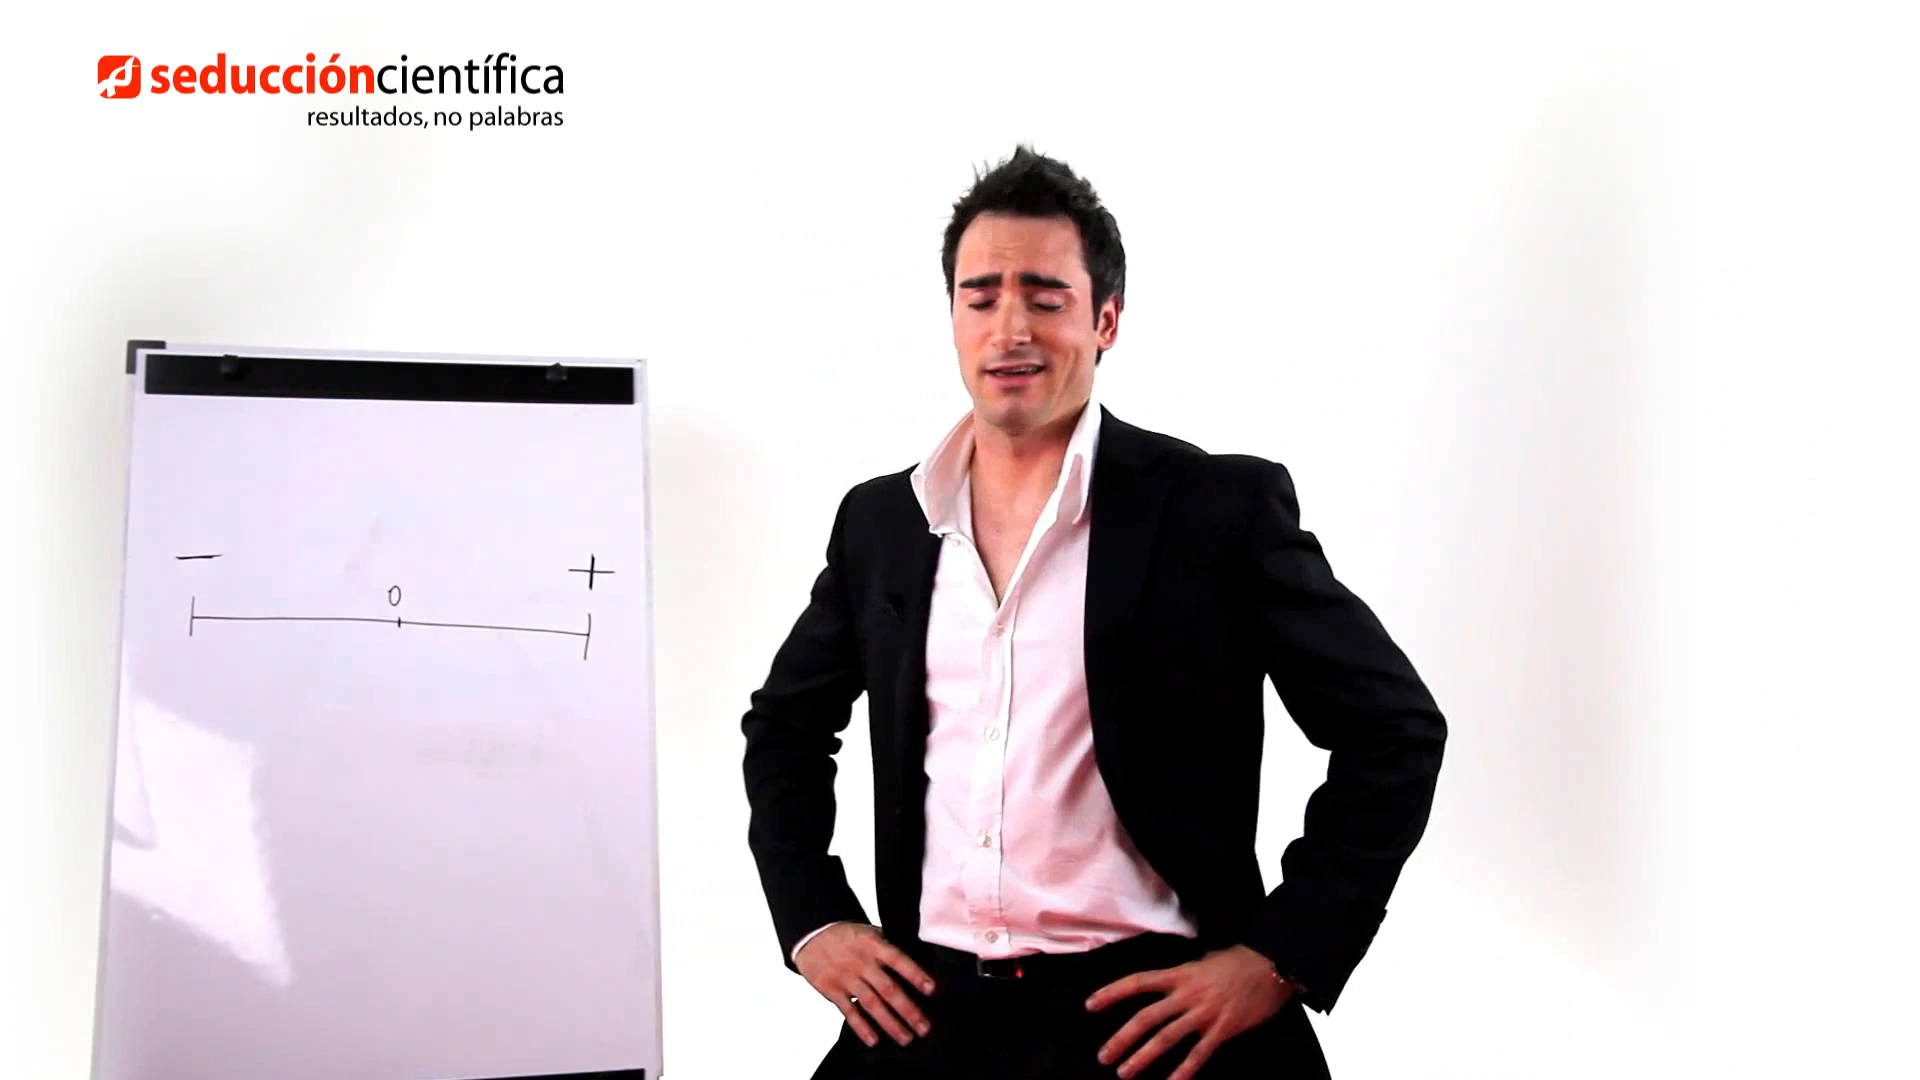 seduccióncientífica
resultados, no palabras
− +
0